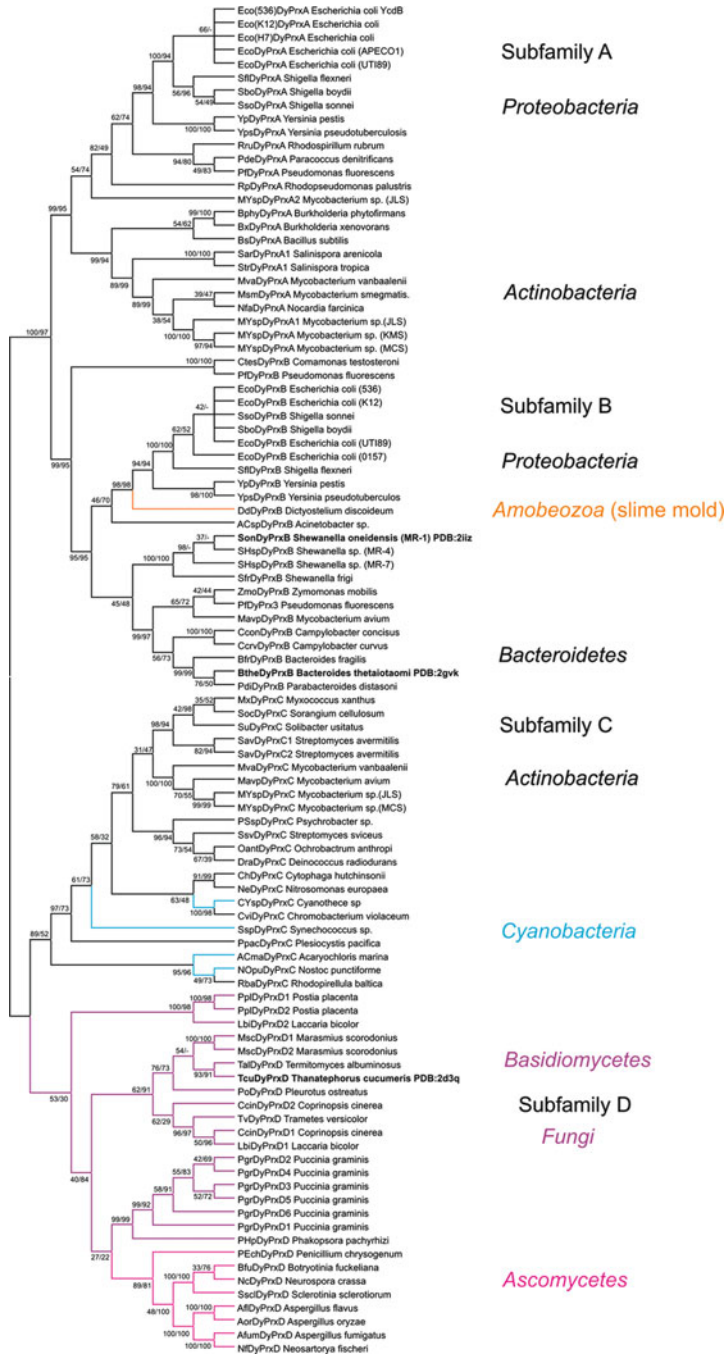 Eco(536)DyPrxA Escherichia coli YcdB
Eco(K12)DyPrxA Escherichia coli
Eco(H7)DyPrxA Escherichia coli
EcoDyPrxA Escherichia coli (APECO1)
EcoDyPrxA Escherichia coli (UTI89)
SflDyPrxA Shigella flexneri
SboDyPrxA Shigella boydii
SsoDyPrxA Shigella sonnei
YpDyPrxA Yersinia pestis
YpsDyPrxA Yersinia pseudotuberculosis
RruDyPrxA Rhodospirillum rubrum
PdeDyPrxA Paracoccus denitrificans
PfDyPrxA Pseudomonas fluorescens
RpDyPrxA Rhodopseudomonas palustris
MYspDyPrxA2 Mycobacterium sp. (JLS)
BphyDyPrxA Burkholderia phytofirmans
BxDyPrxA Burkholderia xenovorans
BsDyPrxA Bacillus subtilis
SarDyPrxA1 Salinispora arenicola
StrDyPrxA1 Salinispora tropica
MvaDyPrxA Mycobacterium vanbaalenii
MsmDyPrxA Mycobacterium smegmatis.
NfaDyPrxA Nocardia farcinica
MYspDyPrxA1 Mycobacterium sp.(JLS)
MYspDyPrxA Mycobacterium sp. (KMS)
MYspDyPrxA Mycobacterium sp. (MCS)
CtesDyPrxB Comamonas testosteroni
PfDyPrxB Pseudomonas fluorescens
EcoDyPrxB Escherichia coli (536)
EcoDyPrxB Escherichia coli (K12)
SsoDyPrxB Shigella sonnei
SboDyPrxB Shigella boydii
EcoDyPrxB Escherichia coli (UTI89)
EcoDyPrxB Escherichia coli (0157)
SflDyPrxB Shigella flexneri
YpDyPrxB Yersinia pestis
YpsDyPrxB Yersinia pseudotuberculos
DdDyPrxB Dictyostelium discoideum
ACspDyPrxB Acinetobacter sp.
SonDyPrxB Shewanella oneidensis (MR-1) PDB:2iiz
SHspDyPrxB Shewanella sp. (MR-4)
SHspDyPrxB Shewanella sp. (MR-7)
SfrDyPrxB Shewanella frigi
ZmoDyPrxB Zymomonas mobilis
PfDyPrx3 Pseudomonas fluorescens
MavpDyPrxB Mycobacterium avium
CconDyPrxB Campylobacter concisus
CcrvDyPrxB Campylobacter curvus
BfrDyPrxB Bacteroides fragilis
BtheDyPrxB Bacteroides thetaiotaomi PDB:2gvk
PdiDyPrxB Parabacteroides distasoni
MxDyPrxC Myxococcus xanthus
SocDyPrxC Sorangium cellulosum
SuDyPrxC Solibacter usitatus
SavDyPrxC1 Streptomyces avermitilis
SavDyPrxC2 Streptomyces avermitilis
MvaDyPrxC Mycobacterium vanbaalenii
MavpDyPrxC Mycobacterium avium
MYspDyPrxC Mycobacterium sp.(JLS)
MYspDyPrxC Mycobacterium sp.(MCS)
PSspDyPrxC Psychrobacter sp.
SsvDyPrxC Streptomyces sviceus
OantDyPrxC Ochrobactrum anthropi
DraDyPrxC Deinococcus radiodurans
ChDyPrxC Cytophaga hutchinsonii
NeDyPrxC Nitrosomonas europaea
CYspDyPrxC Cyanothece sp
CviDyPrxC Chromobacterium violaceum
SspDyPrxC Synechococcus sp.
PpacDyPrxC Plesiocystis pacifica
ACmaDyPrxC Acaryochloris marina
NOpuDyPrxC Nostoc punctiforme
RbaDyPrxC Rhodopirellula baltica
PplDyPrxD1 Postia placenta
PplDyPrxD2 Postia placenta
LbiDyPrxD2 Laccaria bicolor
MscDyPrxD1 Marasmius scorodonius
MscDyPrxD2 Marasmius scorodonius
TalDyPrxD Termitomyces albuminosus
TcuDyPrxD Thanatephorus cucumeris PDB:2d3q
PoDyPrxD Pleurotus ostreatus
CcinDyPrxD2 Coprinopsis cinerea
TvDyPrxD Trametes versicolor
CcinDyPrxD1 Coprinopsis cinerea
LbiDyPrxD1 Laccaria bicolor
PgrDyPrxD2 Puccinia graminis
PgrDyPrxD4 Puccinia graminis
PgrDyPrxD3 Puccinia graminis
PgrDyPrxD5 Puccinia graminis
PgrDyPrxD6 Puccinia graminis
PgrDyPrxD1 Puccinia graminis
PHpDyPrxD Phakopsora pachyrhizi
PEchDyPrxD Penicillium chrysogenum
BfuDyPrxD Botryotinia fuckeliana
NcDyPrxD Neurospora crassa
SsclDyPrxD Sclerotinia sclerotiorum
AflDyPrxD Aspergillus flavus
AorDyPrxD Aspergillus oryzae
AfumDyPrxD Aspergillus fumigatus
NfDyPrxD Neosartorya fischeri
Subfamily A
Proteobacteria
Actinobacteria
Subfamily B
Proteobacteria
Amobeozoa (slime mold)
Bacteroidetes
Subfamily C
Actinobacteria
Cyanobacteria
Basidiomycetes
Subfamily D
Fungi
Ascomycetes
66/-
100/94
56/96
54/49
98/94
100/100
62/74
94/80
49/83
82/49
54/74
99/95
99/100
54/62
99/94
100/100
89/99
89/99
39/47
38/54
100/100
97/94
100/97
100/100
42/-
62/52
100/100
94/94
98/100
98/98
46/70
99/95
95/95
37/-
98/-
100/100
45/48
42/44
65/72
99/97
100/100
56/73
99/99
76/50
35/52
42/98
98/94
82/94
31/47
100/100
70/55
99/99
79/61
96/94
73/54
67/39
58/32
91/99
63/48
100/98
61/73
97/73
89/52
95/96
49/73
100/98
100/98
53/30
100/100
54/-
93/91
76/73
62/91
62/29
96/97
50/96
40/84
42/69
55/83
52/72
58/91
99/92
99/99
27/22
33/76
100/100
89/81
48/100
100/100
100/100
100/100